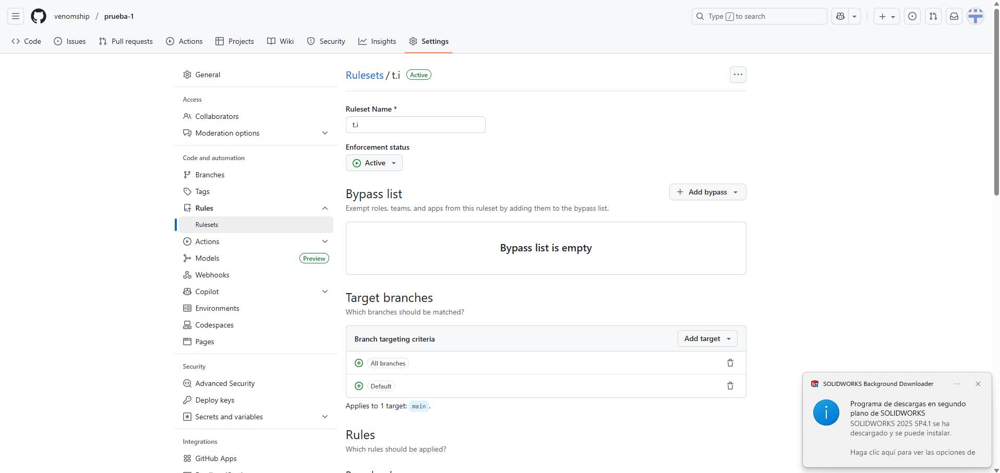 venomship / prueba-1
Type / to search
Code
Issues
Pull requests
Actions
Projects
Wiki
Security
Insights
Settings
General
Access
Collaborators
Moderation options
Code and automation
Branches
Tags
Rules
Rulesets
Actions
Models Preview
Webhooks
Copilot
Environments
Codespaces
Pages
Security
Advanced Security
Deploy keys
Secrets and variables
Integrations
GitHub Apps
Rulesets / t.i Active
Ruleset Name *
t.i
Enforcement status
Active
Bypass list
Add bypass
Exempt roles, teams, and apps from this ruleset by adding them to the bypass list.
Bypass list is empty
Target branches
Which branches should be matched?
Branch targeting criteria
Add target
All branches
Default
Applies to 1 target: main .
Rules
Which rules should be applied?
SOLIDWORKS Background Downloader
Programa de descargas en segundo
plano de SOLIDWORKS
SOLIDWORKS 2025 SP4.1 se ha
descargado y se puede instalar.
Haga clic aquí para ver las opciones de